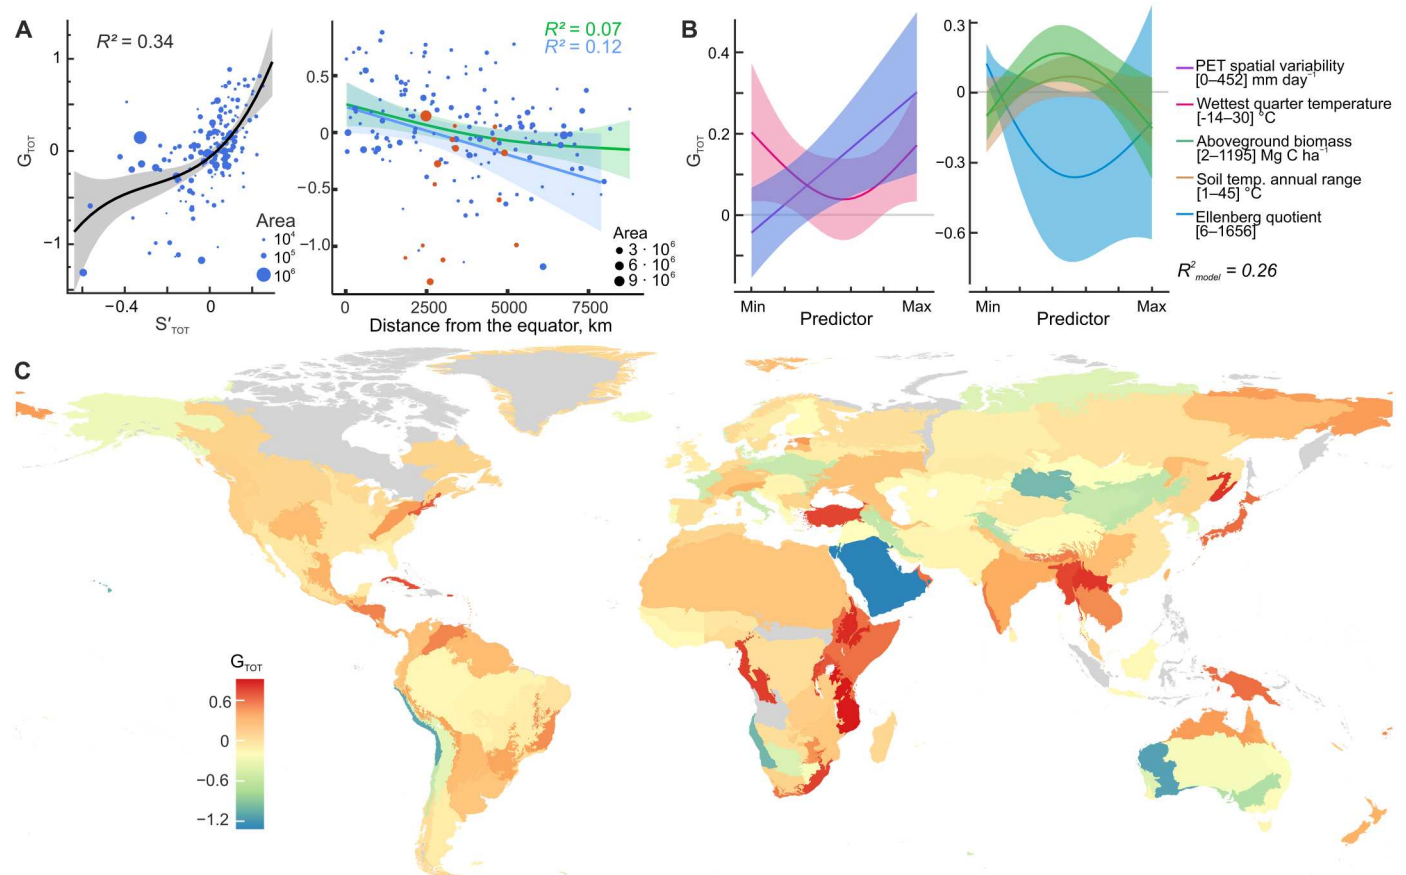 A
R² = 0.34
G_TOT
1
0
−1
−0.4
0
S′_TOT
Area
10⁴
10⁵
10⁶
R² = 0.07
R² = 0.12
0.5
0
−0.5
−1.0
Area
3 · 10⁶
6 · 10⁶
9 · 10⁶
0
2500
5000
7500
Distance from the equator, km
B
G_TOT
0.4
0.2
0
Min
Max
Predictor
0.3
0
−0.3
−0.6
Min
Max
Predictor
PET spatial variability
[0–452] mm day⁻¹
Wettest quarter temperature
[-14–30] °C
Aboveground biomass
[2–1195] Mg C ha⁻¹
Soil temp. annual range
[1–45] °C
Ellenberg quotient
[6–1656]
R²_model = 0.26
C
G_TOT
0.6
0
−0.6
−1.2